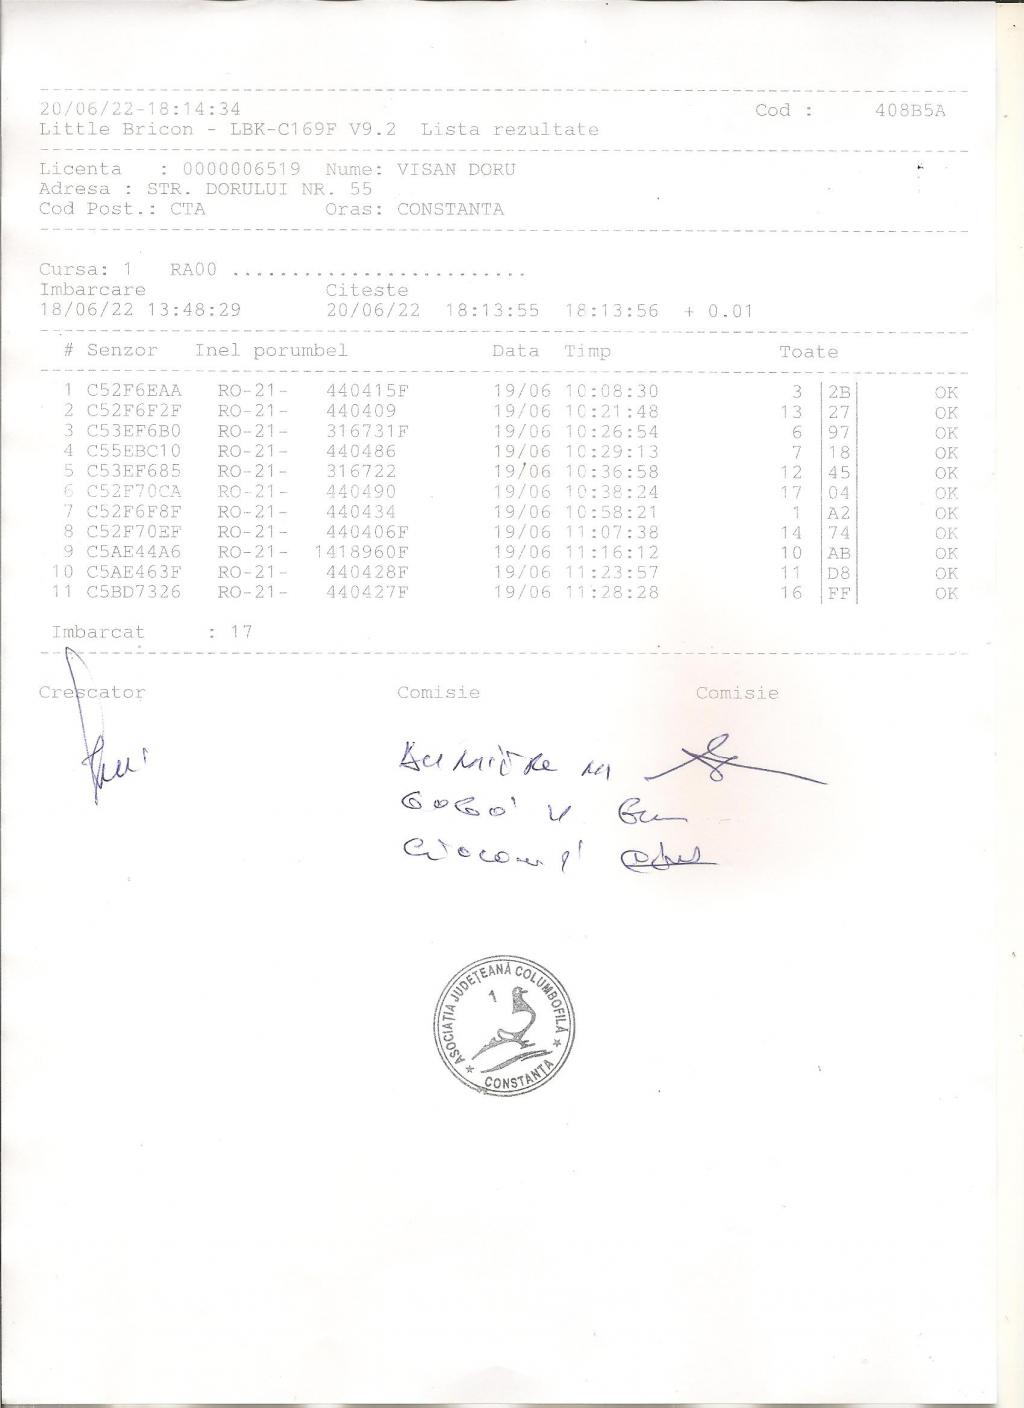 20/06/22-18:14:34 Cod : 408B5A
Little Bricon - LBK-C169F V9.2 Lista rezultate
Licenta : 0000006519 Nume: VISAN DORU
Adresa : STR. DORULUI NR. 55
Cod Post.: CTA Oras: CONSTANTA
Cursa: 1 RA00 .........................
Imbarcare Citeste
18/06/22 13:48:29 20/06/22 18:13:55 18:13:56 + 0.01
# Senzor Inel porumbel Data Timp Toate
1 C52F6EAA RO-21- 440415F 19/06 10:08:30 3 2B OK
2 C52F6F2F RO-21- 440409 19/06 10:21:48 13 27 OK
3 C53EF6B0 RO-21- 316731F 19/06 10:26:54 6 97 OK
4 C55EBC10 RO-21- 440486 19/06 10:29:13 7 18 OK
5 C53EF685 RO-21- 316722 19/06 10:36:58 12 45 OK
6 C52F70CA RO-21- 440490 19/06 10:38:24 17 04 OK
7 C52F6F8F RO-21- 440434 19/06 10:58:21 1 A2 OK
8 C52F70EF RO-21- 440406F 19/06 11:07:38 14 74 OK
9 C5AE44A6 RO-21- 1418960F 19/06 11:16:12 10 AB OK
10 C5AE463F RO-21- 440428F 19/06 11:23:57 11 D8 OK
11 C5BD7326 RO-21- 440427F 19/06 11:28:28 16 FF OK
Imbarcat : 17
Crescator Comisie Comisie
ASOCIAȚIA JUDEȚEANĂ COLUMBOFILĂ
1
CONSTANȚA